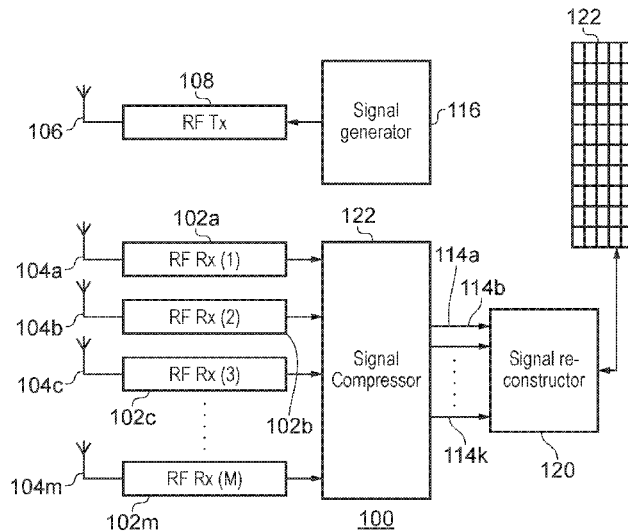 122
108
106
RF Tx
Signal
generator
116
102a
122
104a
RF Rx (1)
114a
114b
104b
RF Rx (2)
Signal
Compressor
Signal re-
constructor
104c
RF Rx (3)
102c
102b
114k
120
104m
RF Rx (M)
102m
100